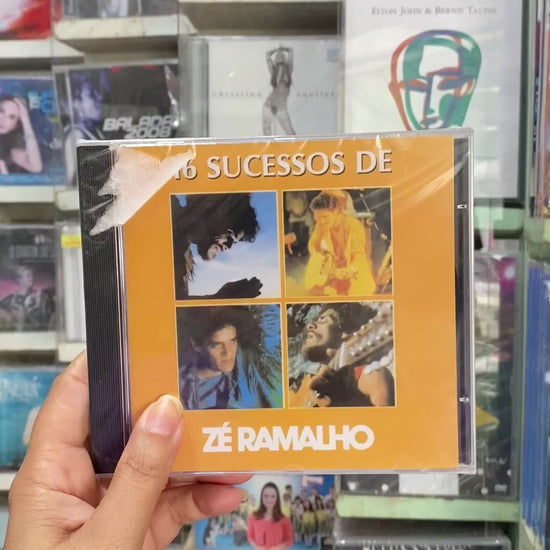 ELTON JOHN & BERNIE TAUPIN
christina aguilera
BALADA
2008
16 SUCESSOS DE
ZÉ RAMALHO